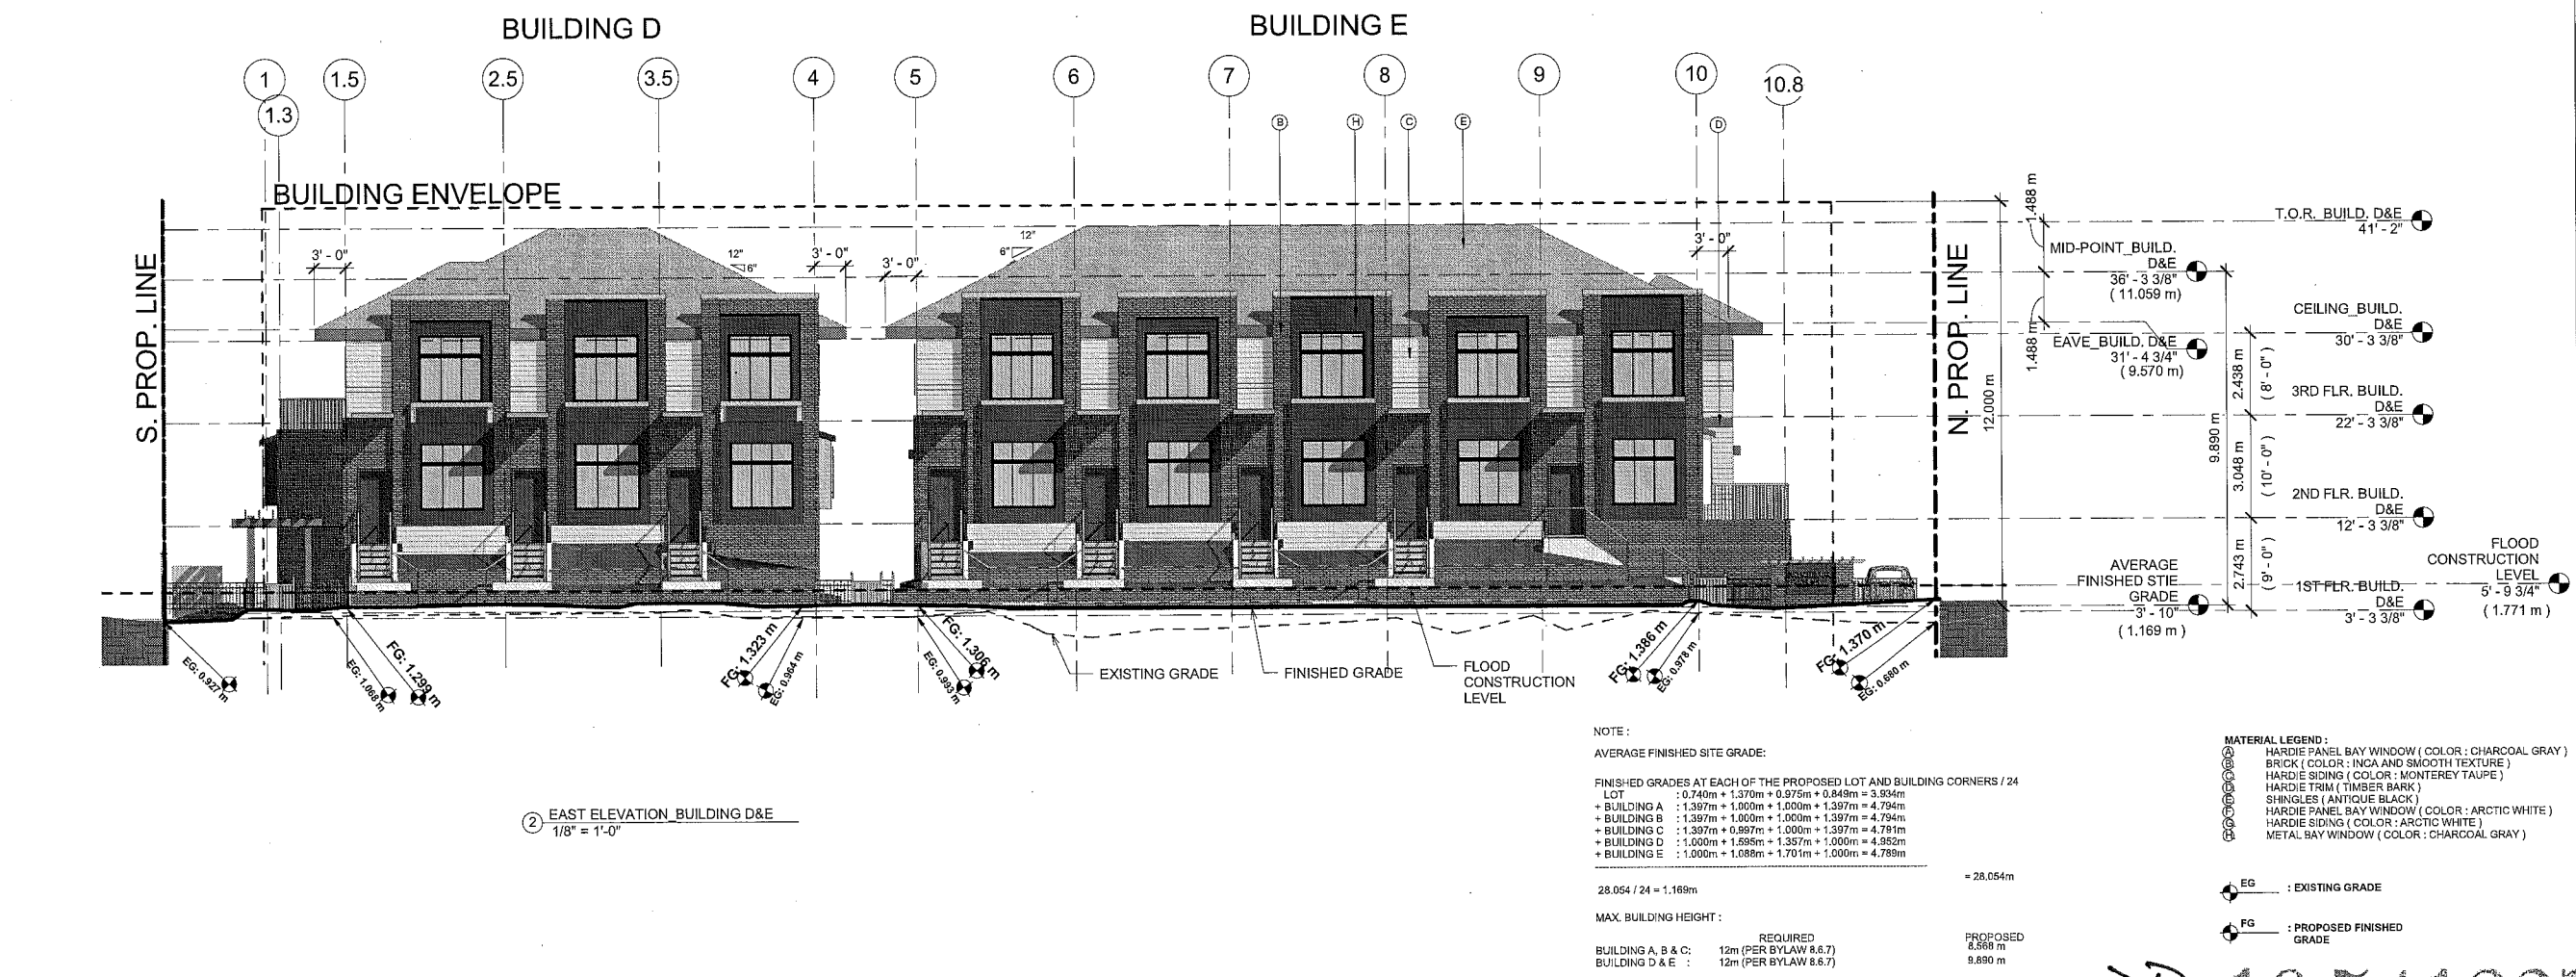 BUILDING D
BUILDING E
1
1.3
1.5
2.5
3.5
4
5
6
7
8
9
10
10.8
B
H
C
E
D
BUILDING ENVELOPE
S. PROP. LINE
N. PROP. LINE
3' - 0"
12"
6"
3' - 0"
3' - 0"
12"
6"
3' - 0"
12.000 m
1.488 m
1.488 m
T.O.R. BUILD. D&E
41' - 2"
MID-POINT_BUILD.
D&E
36' - 3 3/8"
( 11.059 m)
CEILING_BUILD.
D&E
30' - 3 3/8"
EAVE_BUILD. D&E
31' - 4 3/4"
( 9.570 m)
3RD FLR. BUILD.
D&E
22' - 3 3/8"
2ND FLR. BUILD.
D&E
12' - 3 3/8"
9.890 m
2.438 m
( 8' - 0")
3.048 m
( 10' - 0")
2.743 m
( 9' - 0")
AVERAGE
FINISHED STIE
GRADE
3' - 10"
( 1.169 m )
1ST FLR. BUILD.
D&E
3' - 3 3/8"
FLOOD
CONSTRUCTION
LEVEL
5' - 9 3/4"
( 1.771 m )
EG: 0.927 m
EG: 1.068 m
FG: 1.299 m
FG: 1.323 m
EG: 0.964 m
EG: 0.993 m
FG: 1.306 m
FG: 1.386 m
EG: 0.978 m
FG: 1.370 m
EG: 0.680 m
EXISTING GRADE
FINISHED GRADE
FLOOD
CONSTRUCTION
LEVEL
2 EAST ELEVATION_BUILDING D&E
1/8" = 1'-0"
NOTE :
AVERAGE FINISHED SITE GRADE:
FINISHED GRADES AT EACH OF THE PROPOSED LOT AND BUILDING CORNERS / 24
LOT : 0.740m + 1.370m + 0.975m + 0.849m = 3.934m
+ BUILDING A : 1.397m + 1.000m + 1.000m + 1.397m = 4.794m
+ BUILDING B : 1.397m + 1.000m + 1.000m + 1.397m = 4.794m
+ BUILDING C : 1.397m + 0.997m + 1.000m + 1.397m = 4.791m
+ BUILDING D : 1.000m + 1.595m + 1.357m + 1.000m = 4.952m
+ BUILDING E : 1.000m + 1.088m + 1.701m + 1.000m = 4.789m
= 28.054m
28.054 / 24 = 1.169m
MAX. BUILDING HEIGHT :
REQUIRED PROPOSED
BUILDING A, B & C: 12m (PER BYLAW 8.6.7) 8.568 m
BUILDING D & E : 12m (PER BYLAW 8.6.7) 9.890 m
MATERIAL LEGEND :
A HARDIE PANEL BAY WINDOW ( COLOR : CHARCOAL GRAY )
B BRICK ( COLOR : INCA AND SMOOTH TEXTURE )
C HARDIE SIDING ( COLOR : MONTEREY TAUPE )
D HARDIE TRIM ( TIMBER BARK )
E SHINGLES ( ANTIQUE BLACK )
F HARDIE PANEL BAY WINDOW ( COLOR : ARCTIC WHITE )
G HARDIE SIDING ( COLOR : ARCTIC WHITE )
H METAL BAY WINDOW ( COLOR : CHARCOAL GRAY )
EG : EXISTING GRADE
FG : PROPOSED FINISHED
GRADE